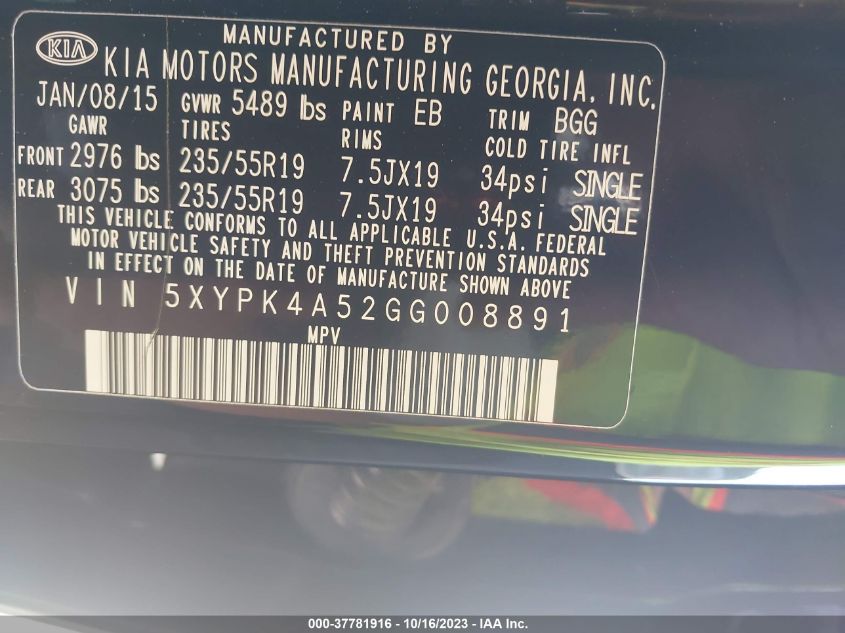 MANUFACTURED BY
KIA KIA MOTORS MANUFACTURING GEORGIA, INC.
JAN/08/15 GVWR 5489 lbs PAINT EB TRIM BGG
GAWR TIRES RIMS COLD TIRE INFL
FRONT 2976 lbs 235/55R19 7.5JX19 34psi SINGLE
REAR 3075 lbs 235/55R19 7.5JX19 34psi SINGLE
THIS VEHICLE CONFORMS TO ALL APPLICABLE U.S.A. FEDERAL
MOTOR VEHICLE SAFETY AND THEFT PREVENTION STANDARDS
IN EFFECT ON THE DATE OF MANUFACTURE SHOWN ABOVE
VIN 5XYPK4A52GG008891
MPV
000-37781916 - 10/16/2023 - IAA Inc.